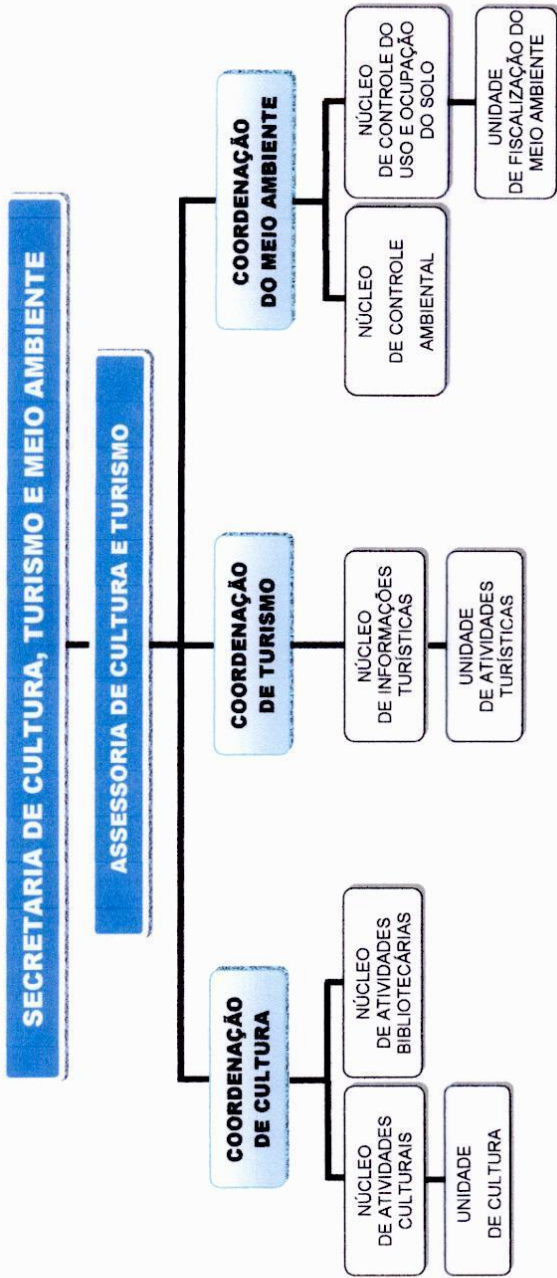 SECRETARIA DE CULTURA, TURISMO E MEIO AMBIENTE
ASSESSORIA DE CULTURA E TURISMO
COORDENAÇÃO
DE CULTURA
COORDENAÇÃO
DE TURISMO
COORDENAÇÃO
DO MEIO AMBIENTE
NÚCLEO
DE ATIVIDADES
CULTURAIS
NÚCLEO
DE ATIVIDADES
BIBLIOTECÁRIAS
NÚCLEO
DE INFORMAÇÕES
TURÍSTICAS
NÚCLEO
DE CONTROLE
AMBIENTAL
NÚCLEO
DE CONTROLE DO
USO E OCUPAÇÃO
DO SOLO
UNIDADE
DE CULTURA
UNIDADE
DE ATIVIDADES
TURÍSTICAS
UNIDADE
DE FISCALIZAÇÃO DO
MEIO AMBIENTE